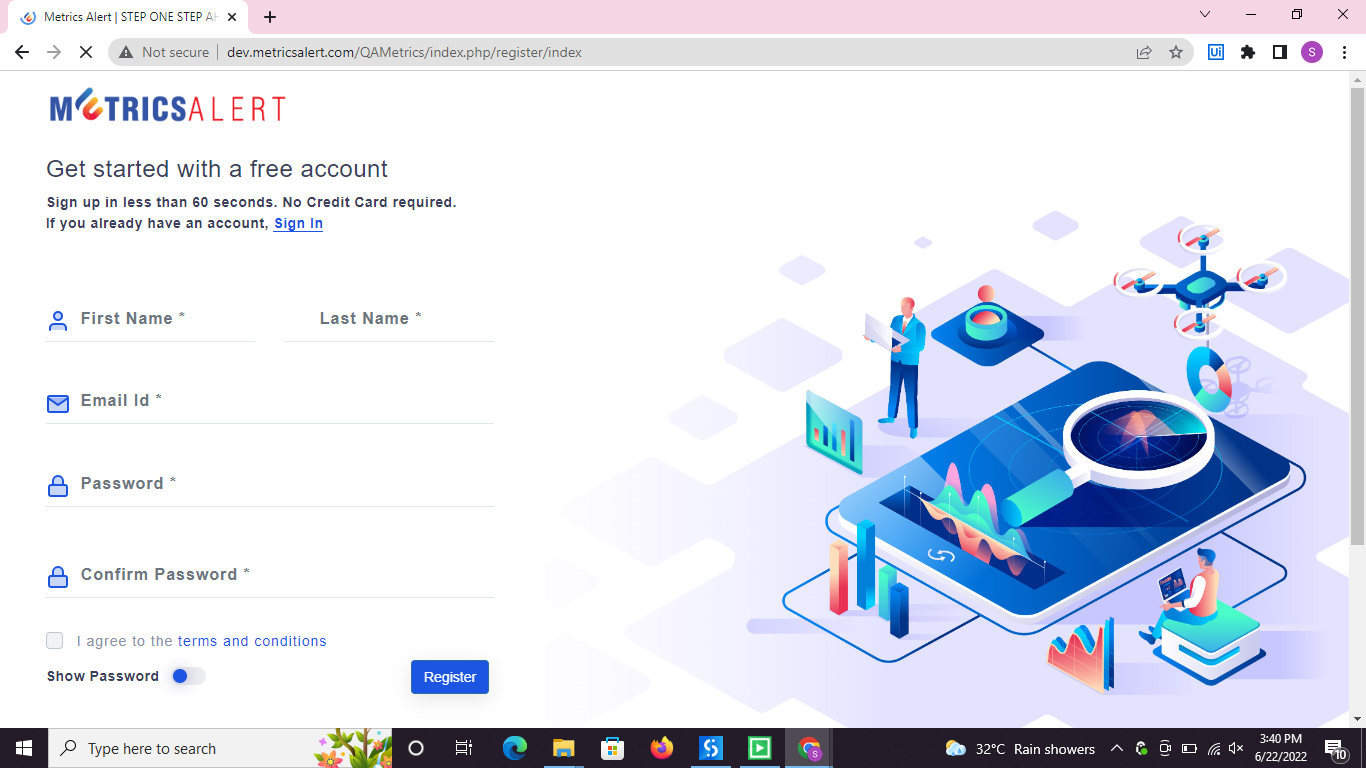 Metrics Alert | STEP ONE STEP AH
Not secure | dev.metricsalert.com/QAMetrics/index.php/register/index
Ui
S
METRICSALERT
Get started with a free account
Sign up in less than 60 seconds. No Credit Card required.
If you already have an account, Sign In
First Name * Last Name *
Email Id *
Password *
Confirm Password *
I agree to the terms and conditions
Show Password
Register
Type here to search
S
32°C Rain showers
3:40 PM
6/22/2022
10